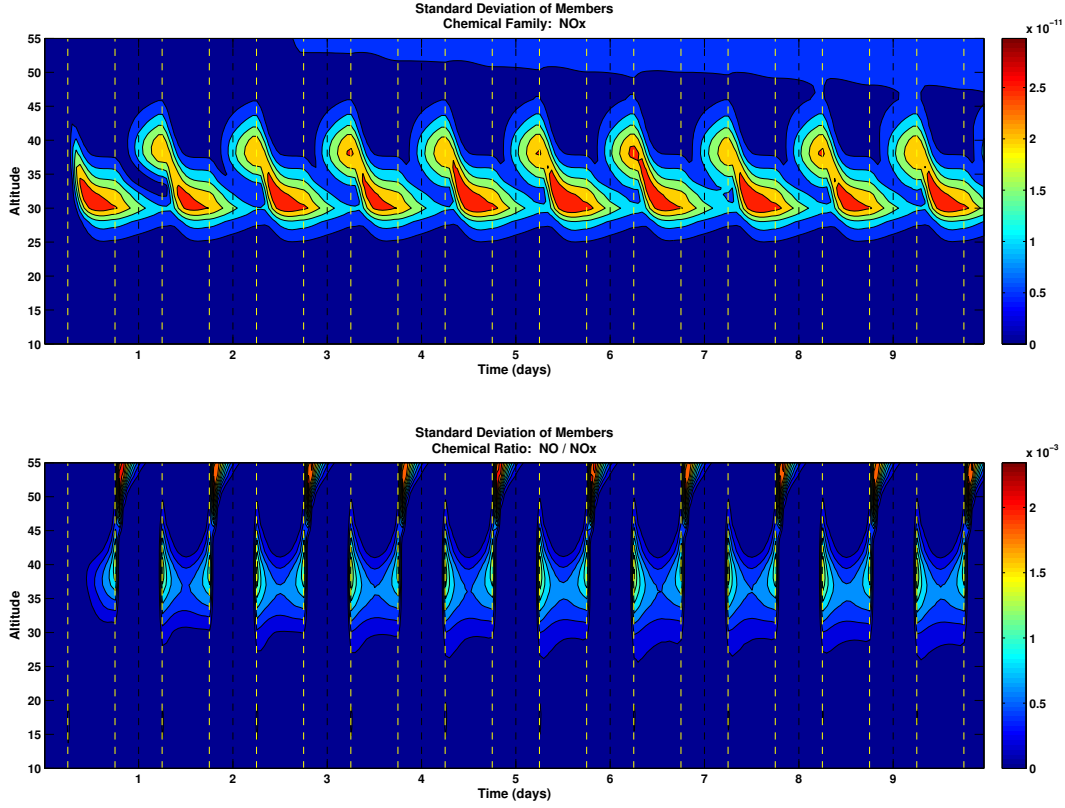 Standard Deviation of Members
Chemical Family: NOx
x 10⁻¹¹
55
50
45
40
35
30
25
20
15
10
Altitude
1 2 3 4 5 6 7 8 9
Time (days)
2.5
2
1.5
1
0.5
0
Standard Deviation of Members
Chemical Ratio: NO / NOx
x 10⁻³
55
50
45
40
35
30
25
20
15
10
Altitude
1 2 3 4 5 6 7 8 9
Time (days)
2
1.5
1
0.5
0